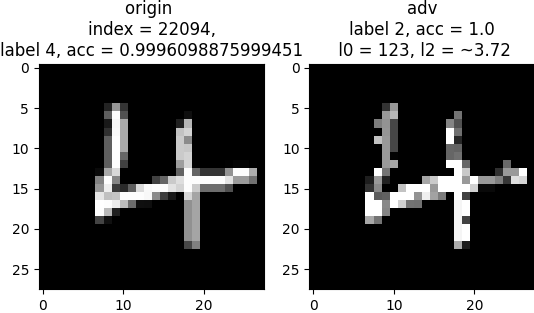 origin
index = 22094,
label 4, acc = 0.9996098875999451
0
5
10
15
20
25
0 10 20
adv
label 2, acc = 1.0
l0 = 123, l2 = ~3.72
0
5
10
15
20
25
0 10 20